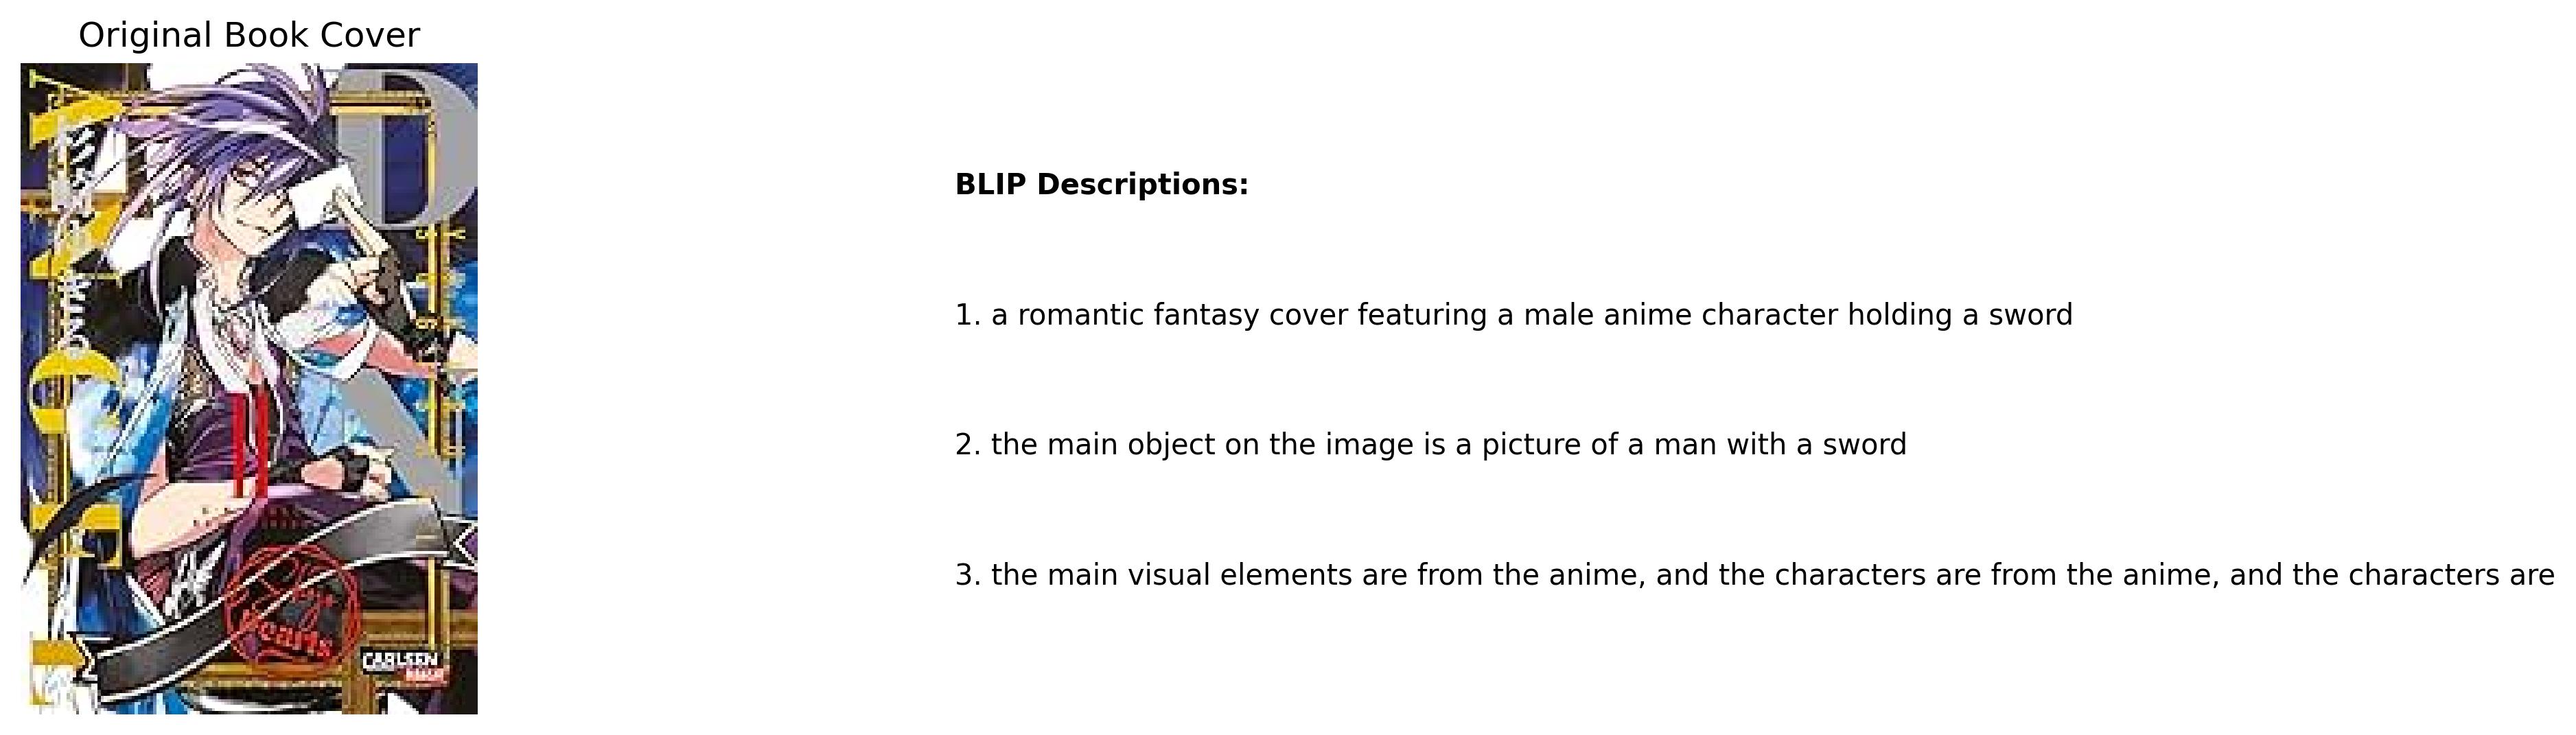 Original Book Cover
D
CARLSEN
BLIP Descriptions:
1. a romantic fantasy cover featuring a male anime character holding a sword
2. the main object on the image is a picture of a man with a sword
3. the main visual elements are from the anime, and the characters are from the anime, and the characters are